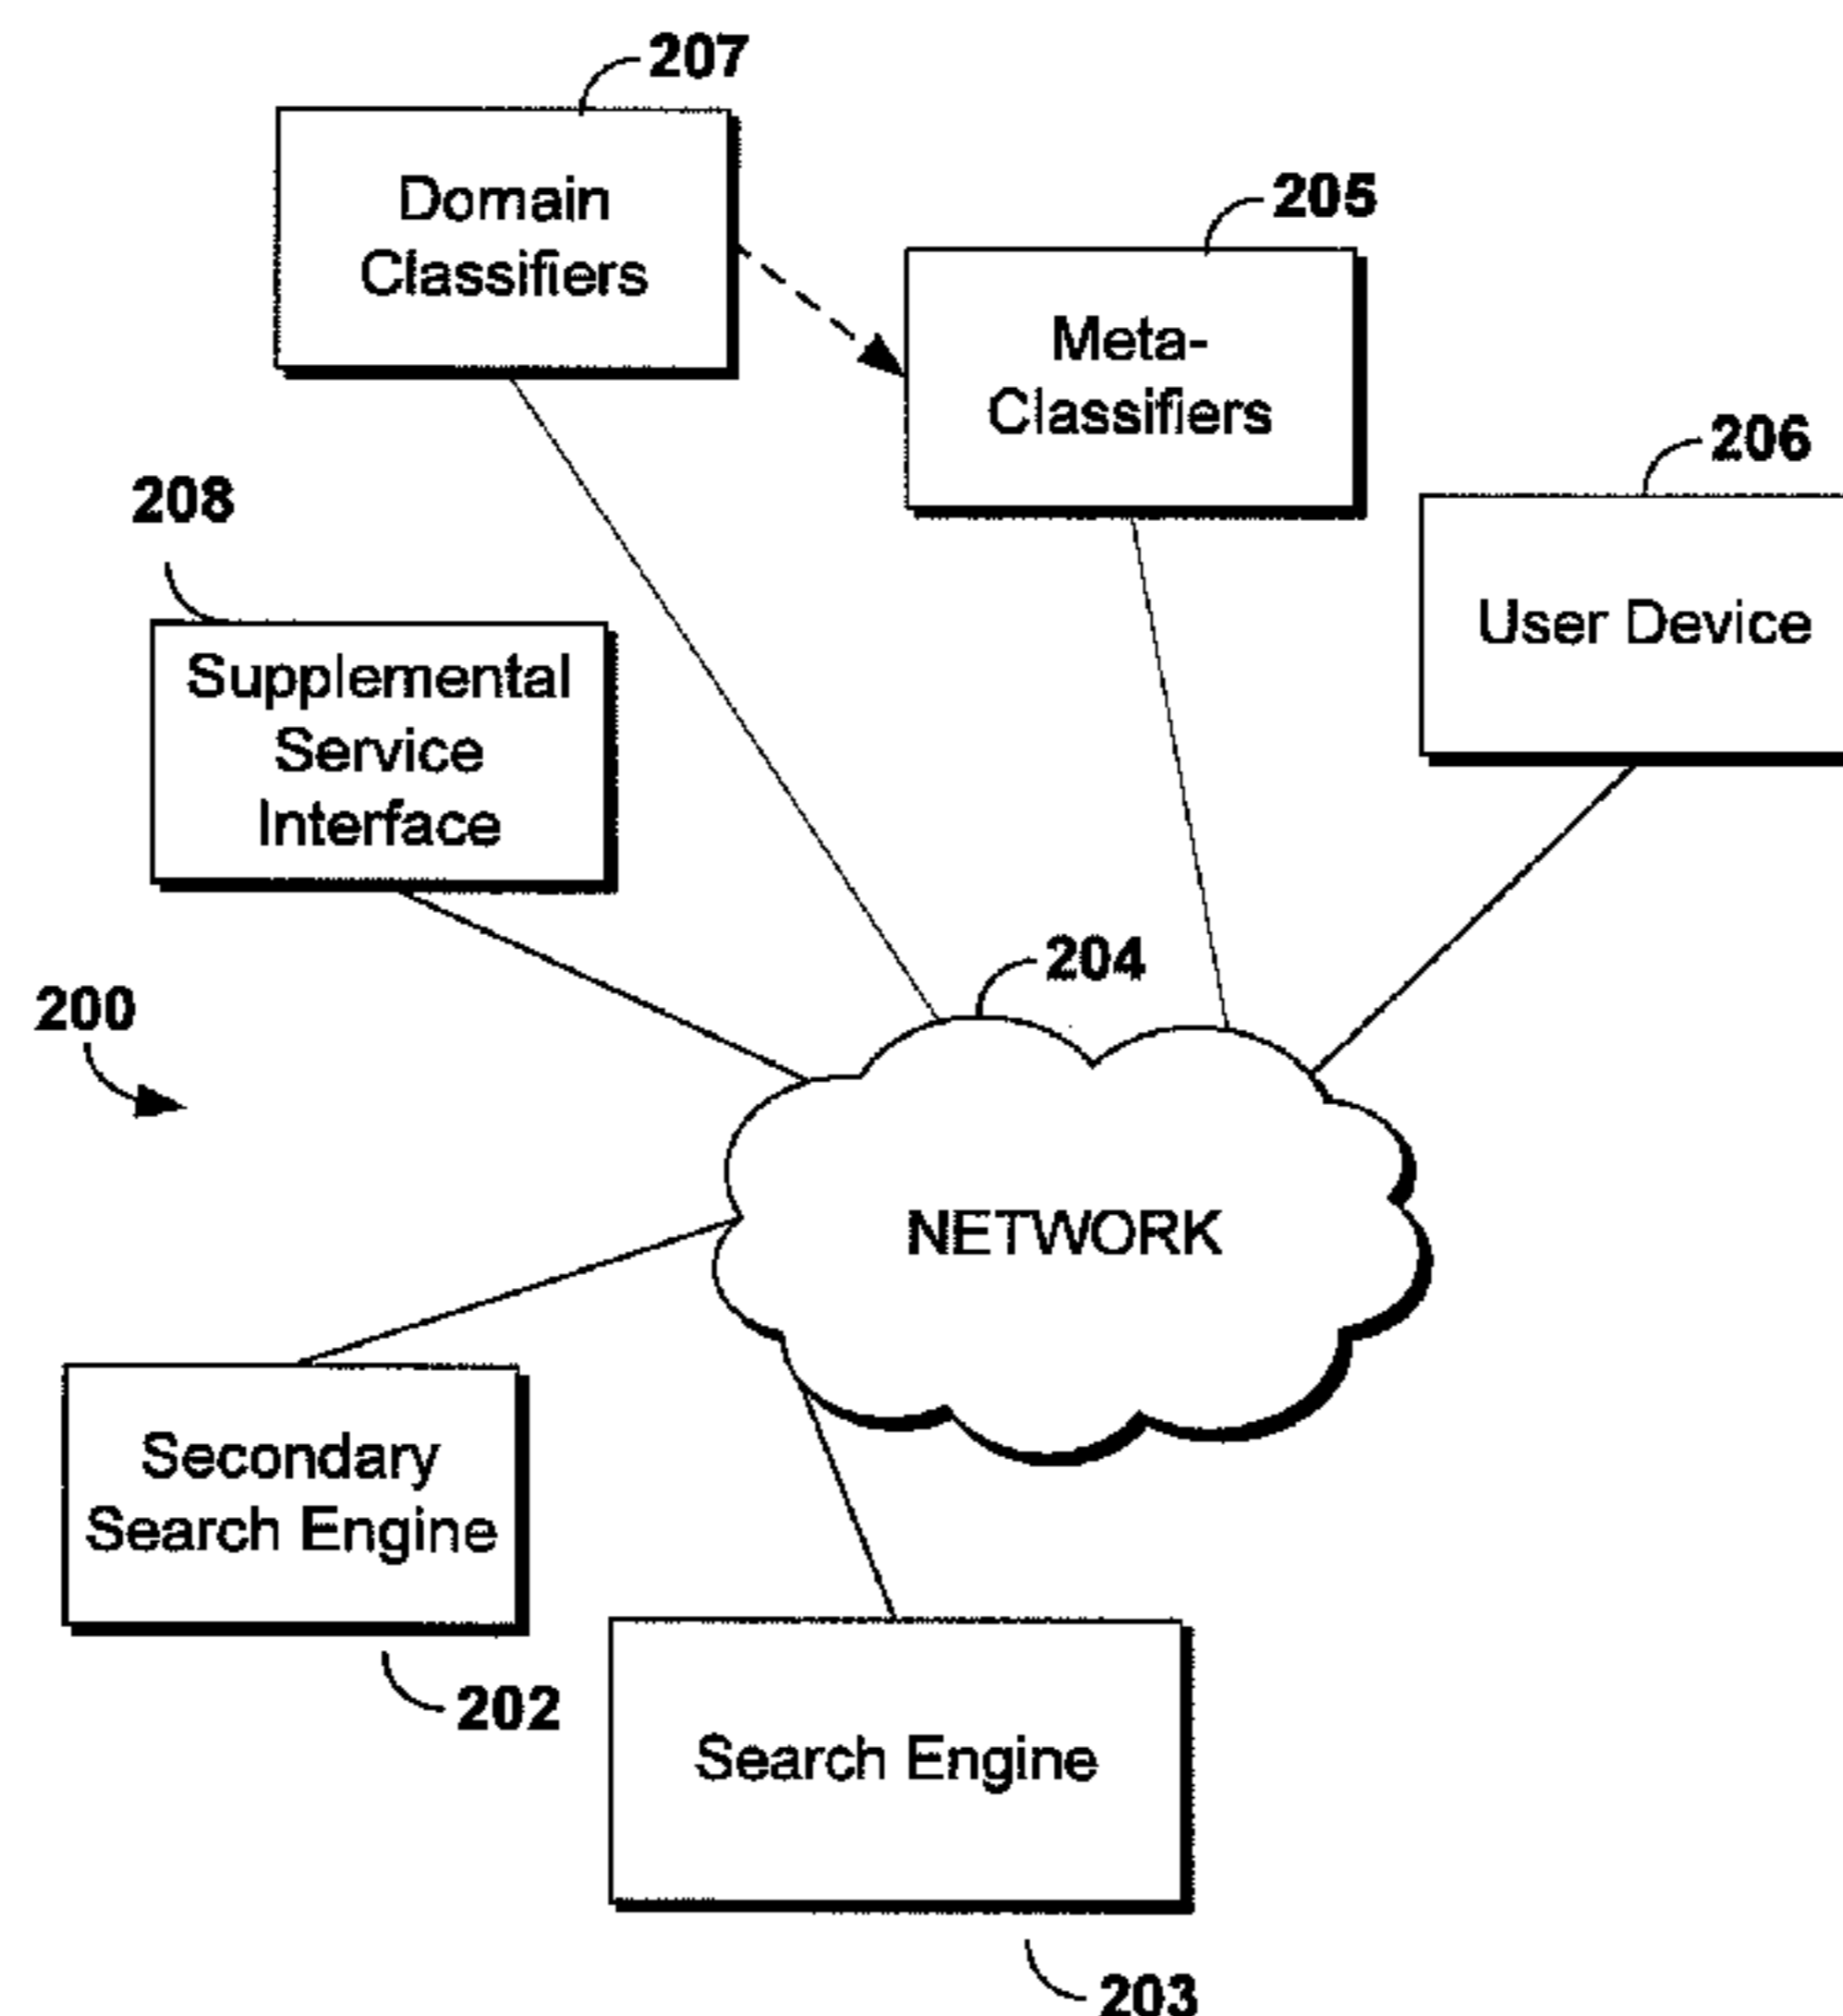 207
Domain
Classifiers
205
Meta-
Classifiers
206
User Device
208
Supplemental
Service
Interface
204
200
NETWORK
Secondary
Search Engine
202
Search Engine
203